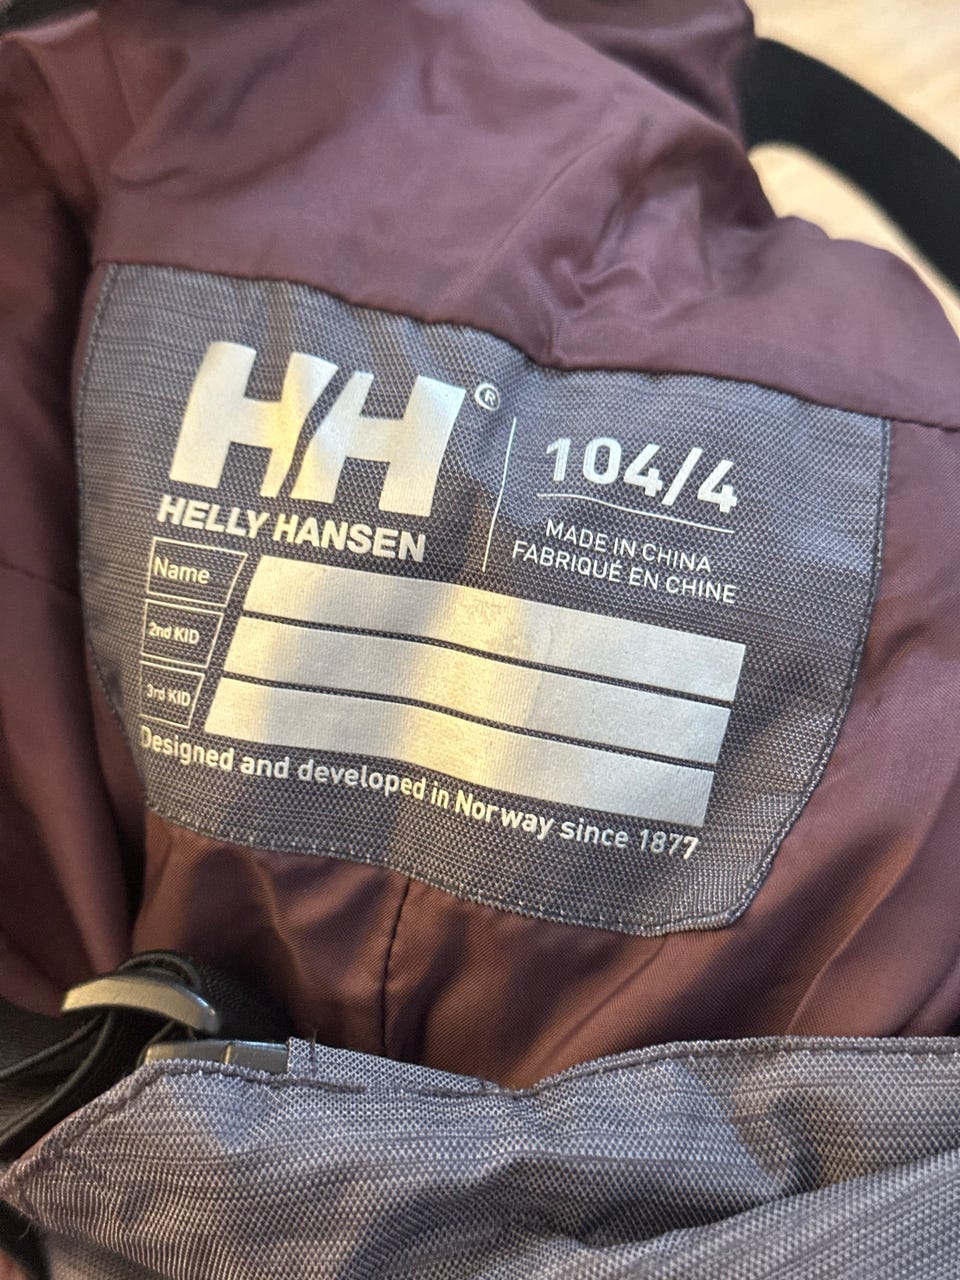 HH®
HELLY HANSEN
104/4
MADE IN CHINA
FABRIQUÉ EN CHINE
Name
2nd KID
3rd KID
Designed and developed in Norway since 1877